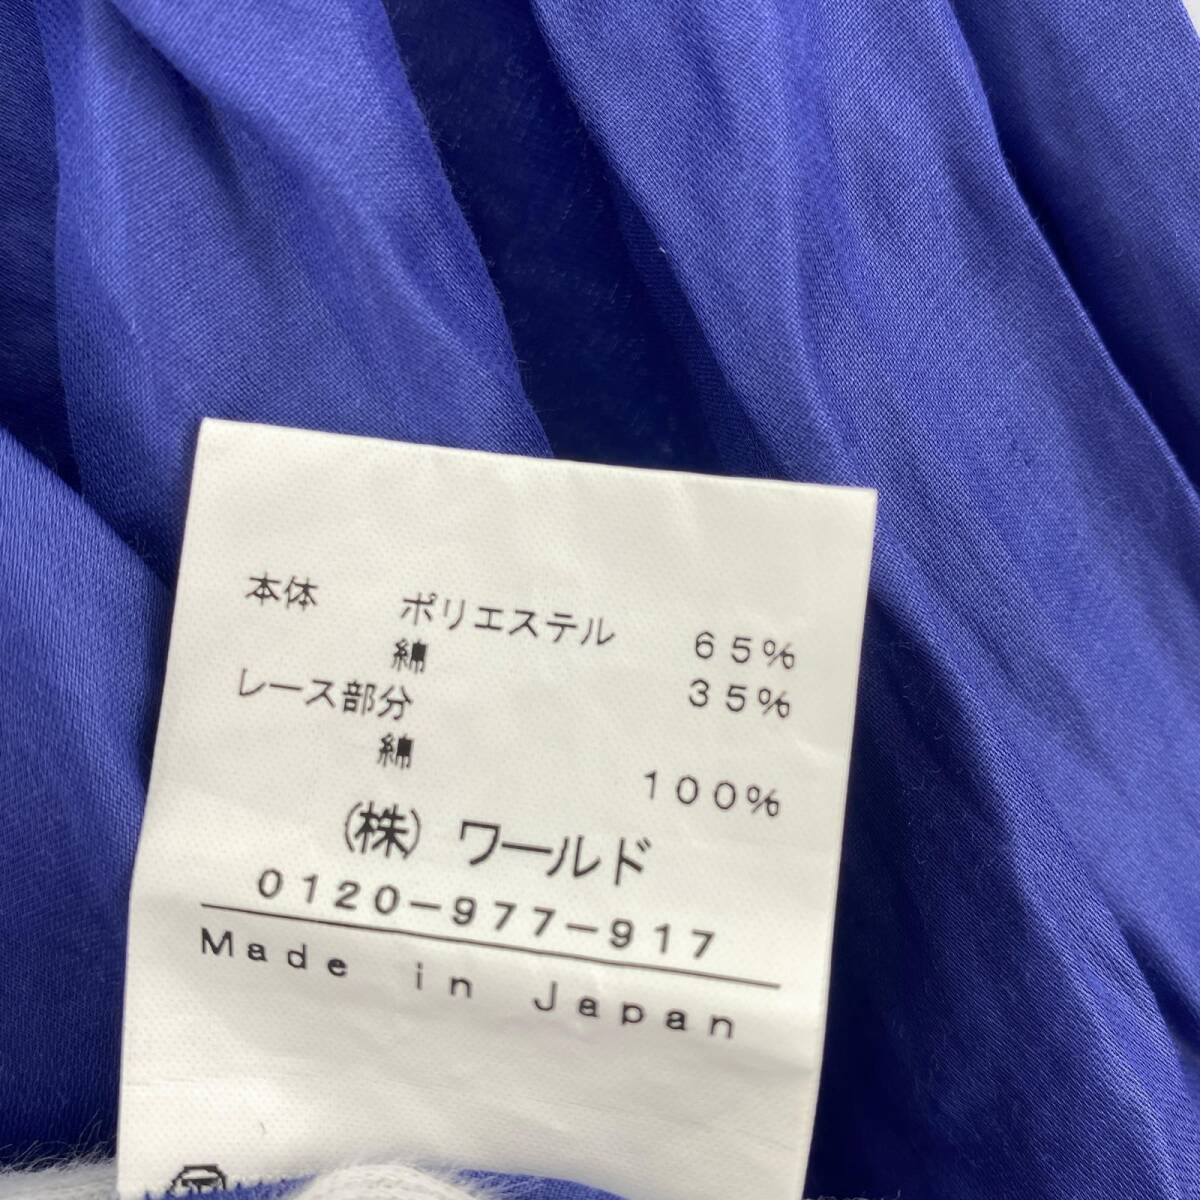 本体 ポリエステル 65%
綿 35%
レース部分
綿 100%
(株) ワールド
0120-977-917
Made in Japan